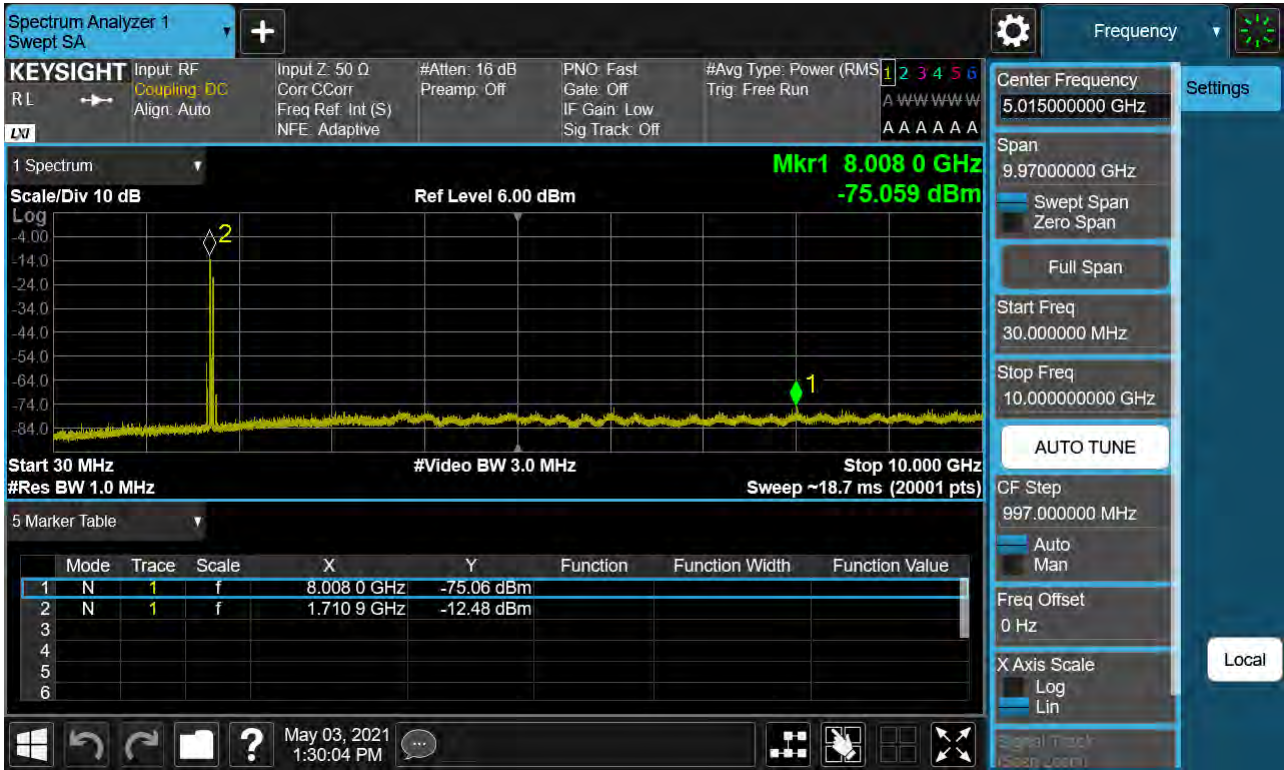 Spectrum Analyzer 1
Swept SA
Frequency
KEYSIGHT
RL
LXI
Input: RF
Coupling: DC
Align: Auto
Input Z: 50 Ω
Corr CCorr
Freq Ref: Int (S)
NFE: Adaptive
#Atten: 16 dB
Preamp: Off
PNO: Fast
Gate: Off
IF Gain: Low
Sig Track: Off
#Avg Type: Power (RMS
Trig: Free Run
1 2 3 4 5 6
A W W W W W
A A A A A A
1 Spectrum
Scale/Div 10 dB
Ref Level 6.00 dBm
Mkr1 8.008 0 GHz
-75.059 dBm
Log
-4.00
-14.0
-24.0
-34.0
-44.0
-54.0
-64.0
-74.0
-84.0
2
1
Start 30 MHz
#Video BW 3.0 MHz
Stop 10.000 GHz
#Res BW 1.0 MHz
Sweep ~18.7 ms (20001 pts)
5 Marker Table
Mode Trace Scale X Y Function Function Width Function Value
1 N 1 f 8.008 0 GHz -75.06 dBm
2 N 1 f 1.710 9 GHz -12.48 dBm
3
4
5
6
May 03, 2021
1:30:04 PM
Center Frequency
5.015000000 GHz
Settings
Span
9.97000000 GHz
Swept Span
Zero Span
Full Span
Start Freq
30.000000 MHz
Stop Freq
10.000000000 GHz
AUTO TUNE
CF Step
997.000000 MHz
Auto
Man
Freq Offset
0 Hz
X Axis Scale
Log
Lin
Local
Signal Track
(Span Zoom)